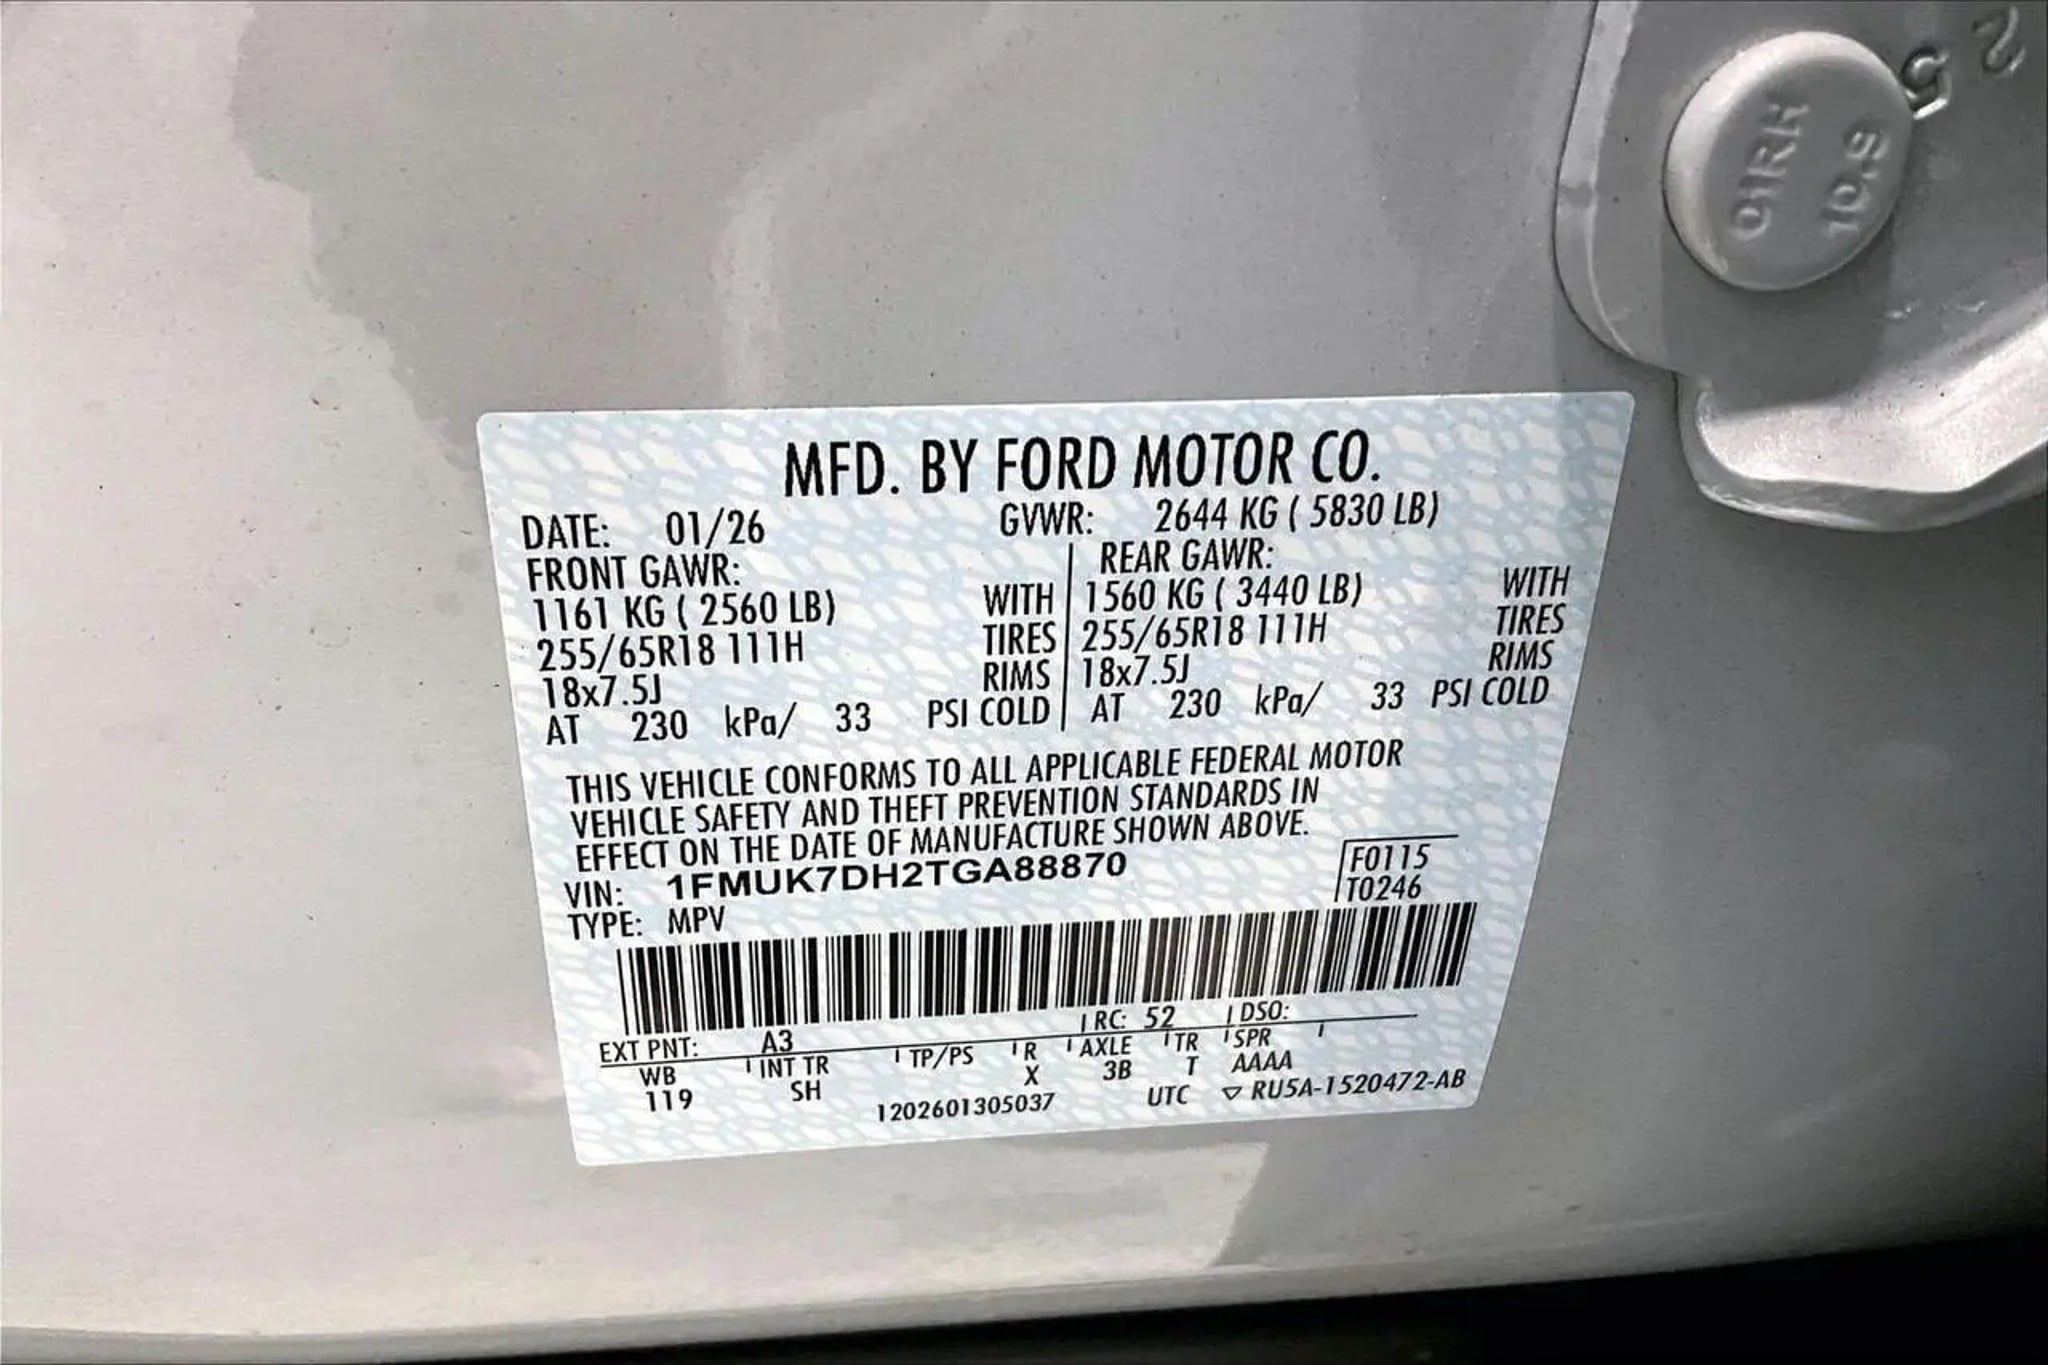 2
5
MFD. BY FORD MOTOR CO.
DATE: 01/26 GVWR: 2644 KG ( 5830 LB)
FRONT GAWR: REAR GAWR:
1161 KG ( 2560 LB) WITH 1560 KG ( 3440 LB) WITH
255/65R18 111H TIRES 255/65R18 111H TIRES
18x7.5J RIMS 18x7.5J RIMS
AT 230 kPa/ 33 PSI COLD AT 230 kPa/ 33 PSI COLD
THIS VEHICLE CONFORMS TO ALL APPLICABLE FEDERAL MOTOR
VEHICLE SAFETY AND THEFT PREVENTION STANDARDS IN
EFFECT ON THE DATE OF MANUFACTURE SHOWN ABOVE.
VIN: 1FMUK7DH2TGA88870 F0115
TYPE: MPV T0246
EXT PNT: A3 RC: 52 DSO:
WB INT TR TP/PS R AXLE TR SPR
119 SH X 3B T AAAA
1202601305037 UTC ▽ RU5A-1520472-AB